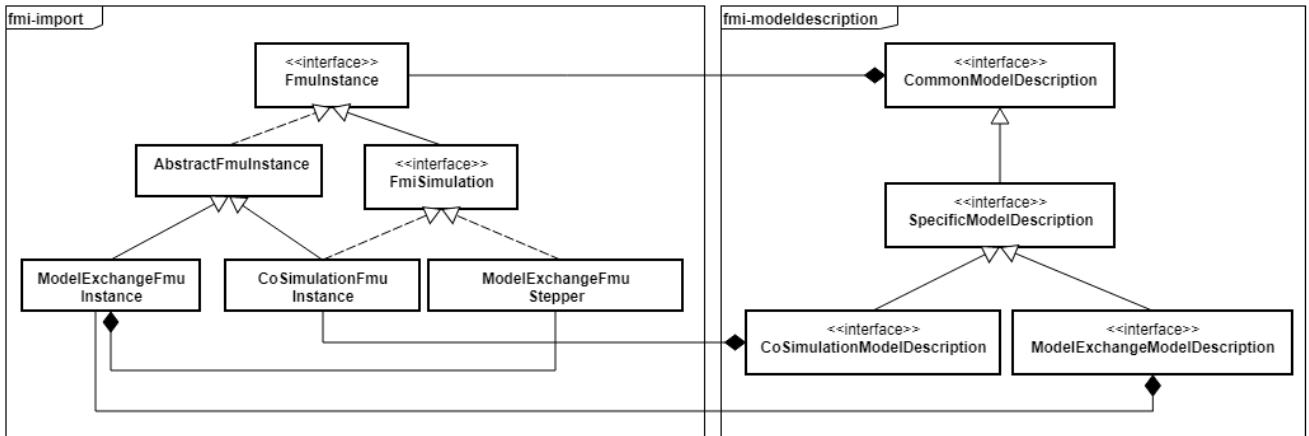 fmi-import
fmi-modeldescription
<<interface>>
FmuInstance
<<interface>>
CommonModelDescription
AbstractFmuInstance
<<interface>>
FmiSimulation
<<interface>>
SpecificModelDescription
ModelExchangeFmu
Instance
CoSimulationFmu
Instance
ModelExchangeFmu
Stepper
<<interface>>
CoSimulationModelDescription
<<interface>>
ModelExchangeModelDescription